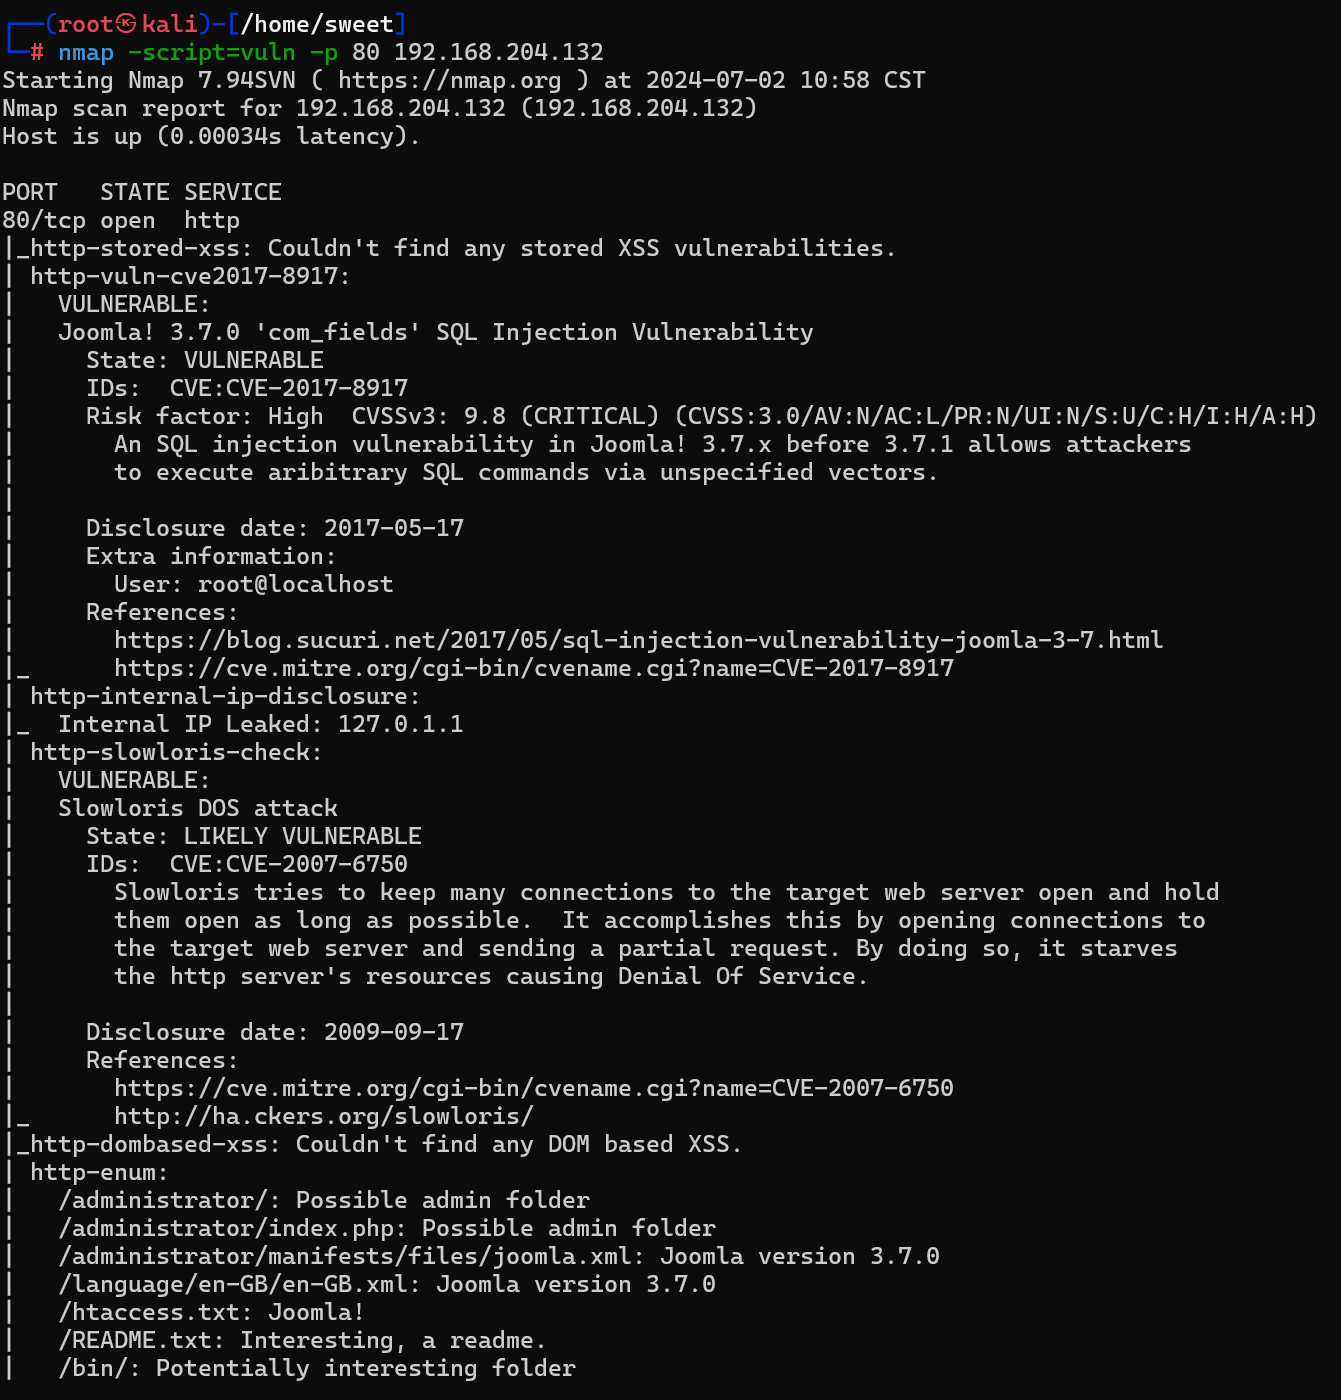 ┌──(root㉿kali)-[/home/sweet]
└─# nmap -script=vuln -p 80 192.168.204.132
Starting Nmap 7.94SVN ( https://nmap.org ) at 2024-07-02 10:58 CST
Nmap scan report for 192.168.204.132 (192.168.204.132)
Host is up (0.00034s latency).

PORT   STATE SERVICE
80/tcp open  http
|_http-stored-xss: Couldn't find any stored XSS vulnerabilities.
| http-vuln-cve2017-8917:
|   VULNERABLE:
|   Joomla! 3.7.0 'com_fields' SQL Injection Vulnerability
|     State: VULNERABLE
|     IDs:  CVE:CVE-2017-8917
|     Risk factor: High  CVSSv3: 9.8 (CRITICAL) (CVSS:3.0/AV:N/AC:L/PR:N/UI:N/S:U/C:H/I:H/A:H)
|       An SQL injection vulnerability in Joomla! 3.7.x before 3.7.1 allows attackers
|       to execute aribitrary SQL commands via unspecified vectors.
|
|     Disclosure date: 2017-05-17
|     Extra information:
|       User: root@localhost
|     References:
|       https://blog.sucuri.net/2017/05/sql-injection-vulnerability-joomla-3-7.html
|_      https://cve.mitre.org/cgi-bin/cvename.cgi?name=CVE-2017-8917
| http-internal-ip-disclosure:
|_  Internal IP Leaked: 127.0.1.1
| http-slowloris-check:
|   VULNERABLE:
|   Slowloris DOS attack
|     State: LIKELY VULNERABLE
|     IDs:  CVE:CVE-2007-6750
|       Slowloris tries to keep many connections to the target web server open and hold
|       them open as long as possible.  It accomplishes this by opening connections to
|       the target web server and sending a partial request. By doing so, it starves
|       the http server's resources causing Denial Of Service.
|
|     Disclosure date: 2009-09-17
|     References:
|       https://cve.mitre.org/cgi-bin/cvename.cgi?name=CVE-2007-6750
|_      http://ha.ckers.org/slowloris/
|_http-dombased-xss: Couldn't find any DOM based XSS.
| http-enum:
|   /administrator/: Possible admin folder
|   /administrator/index.php: Possible admin folder
|   /administrator/manifests/files/joomla.xml: Joomla version 3.7.0
|   /language/en-GB/en-GB.xml: Joomla version 3.7.0
|   /htaccess.txt: Joomla!
|   /README.txt: Interesting, a readme.
|   /bin/: Potentially interesting folder